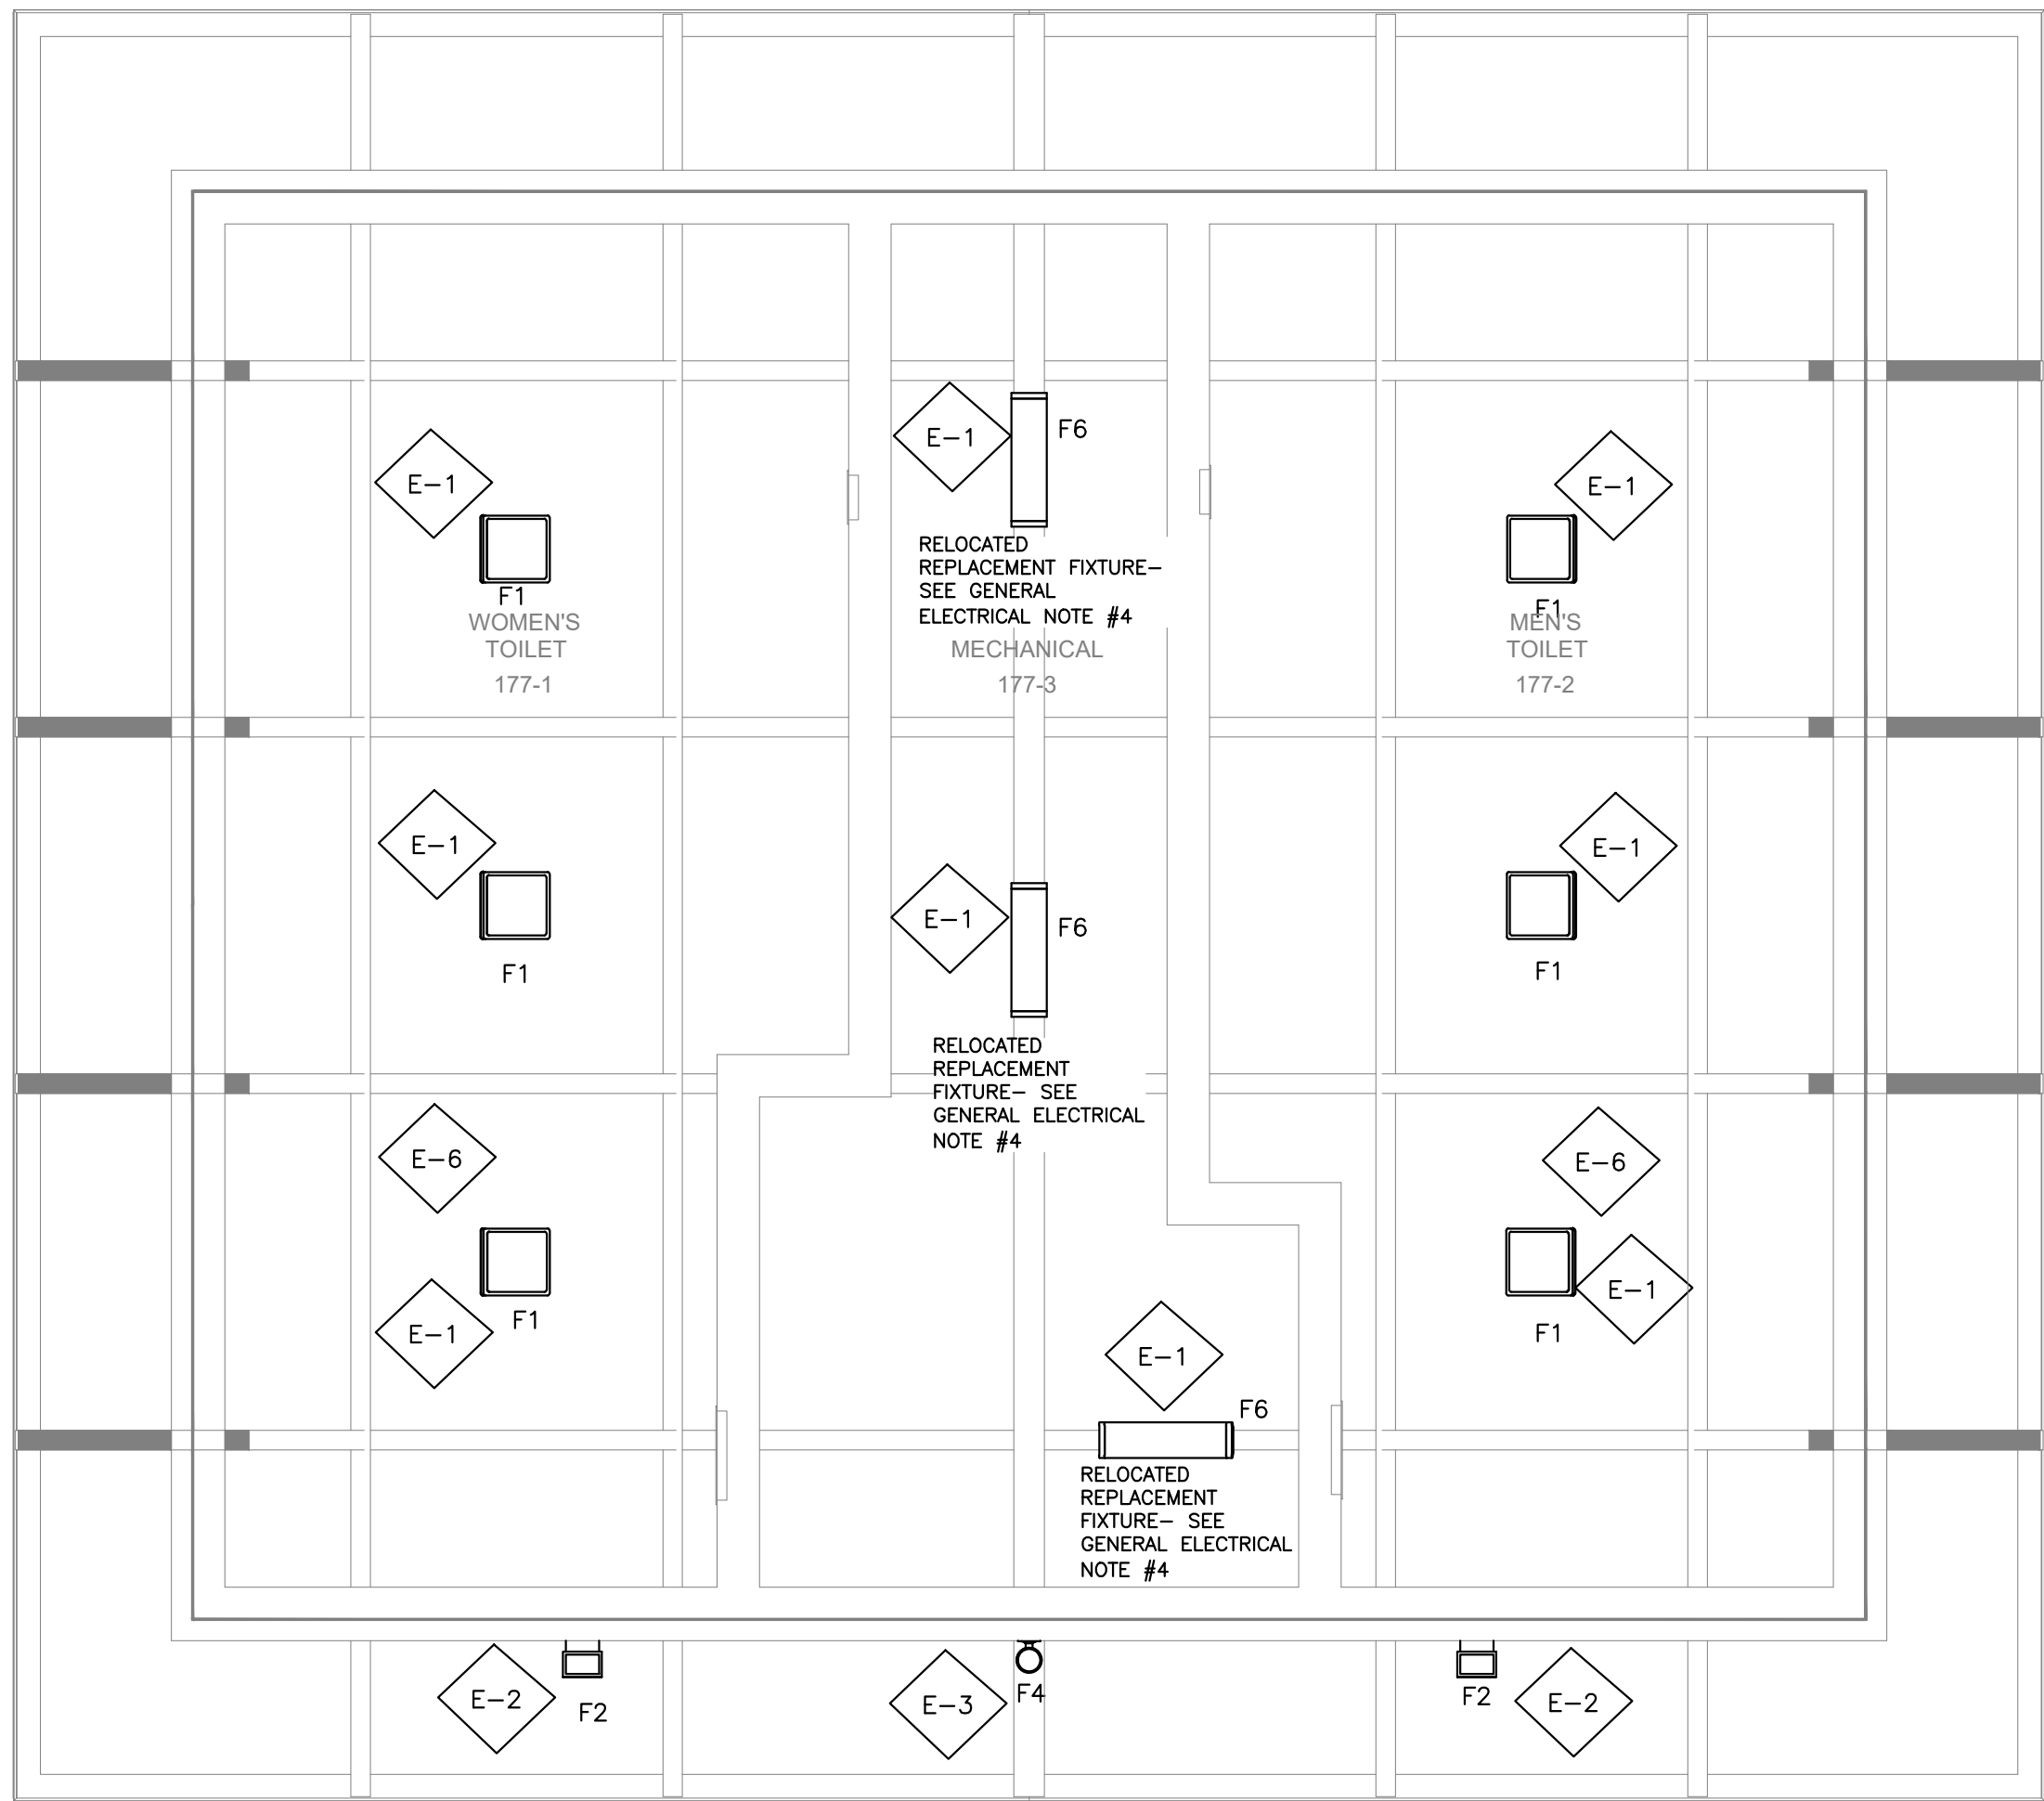 E-1
F6
E-1
E-1
RELOCATED
REPLACEMENT FIXTURE-
SEE GENERAL
ELECTRICAL NOTE #4
F1
WOMEN'S
TOILET
177-1
MECHANICAL
177-3
F1
MEN'S
TOILET
177-2
E-1
E-1
E-1
F6
F1
F1
RELOCATED
REPLACEMENT
FIXTURE- SEE
GENERAL ELECTRICAL
NOTE #4
E-6
E-6
E-1
F1
E-1
F1
E-1
F6
RELOCATED
REPLACEMENT
FIXTURE- SEE
GENERAL ELECTRICAL
NOTE #4
E-2
F2
E-3
F4
F2
E-2